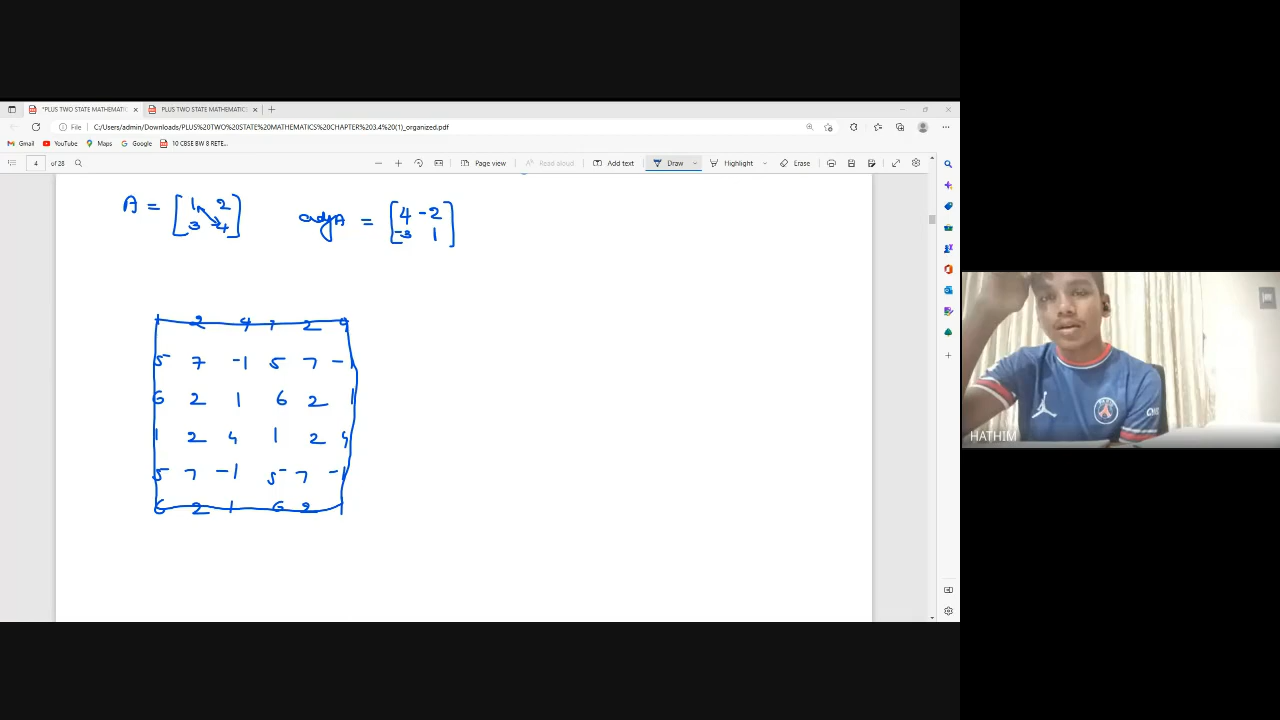 *PLUS TWO STATE MATHEMATIC
PLUS TWO STATE MATHEMATIC
File C:/Users/admin/Downloads/PLUS%20TWO%20STATE%20MATHEMATICS%20CHAPTER%203.4%20(1)_organized.pdf
Gmail YouTube Maps Google 10 CBSE BW 8 RETE...
4 of 28 Page view Read aloud Add text Draw Highlight Erase
A = [1 2
3 4]
adjA = [4 -2
-3 1]
1 2 4 1 2 4
5 7 -1 5 7 -1
6 2 1 6 2 1
1 2 4 1 2 4
5 7 -1 5 7 -1
6 2 1 6 2 1
PARIS
HATHIM